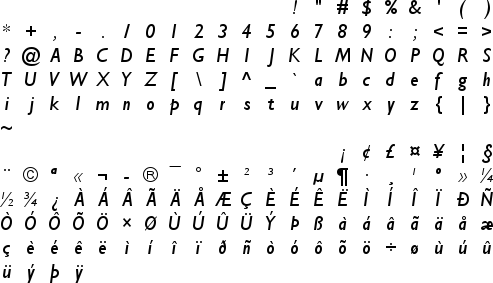 ! " # $ % & ' ( )
* + , - . / 0 1 2 3 4 5 6 7 8 9 : ; < = >
? @ A B C D E F G H I J K L M N O P Q R S
T U V W X Y Z [ \ ] ^ _ ` a b c d e f g h
i j k l m n o p q r s t u v w x y z { | }
~
¡ ¢ £ ¤ ¥ ¦ §
¨ © ª « ¬ - ® ¯ ° ± ² ³ ´ µ ¶ · ¸ ¹ º » ¼
½ ¾ ¿ À Á Â Ã Ä Å Æ Ç È É Ê Ë Ì Í Î Ï Ð Ñ
Ò Ó Ô Õ Ö × Ø Ù Ú Û Ü Ý Þ ß à á â ã ä å æ
ç è é ê ë ì í î ï ð ñ ò ó ô õ ö ÷ ø ù ú û
ü ý þ ÿ